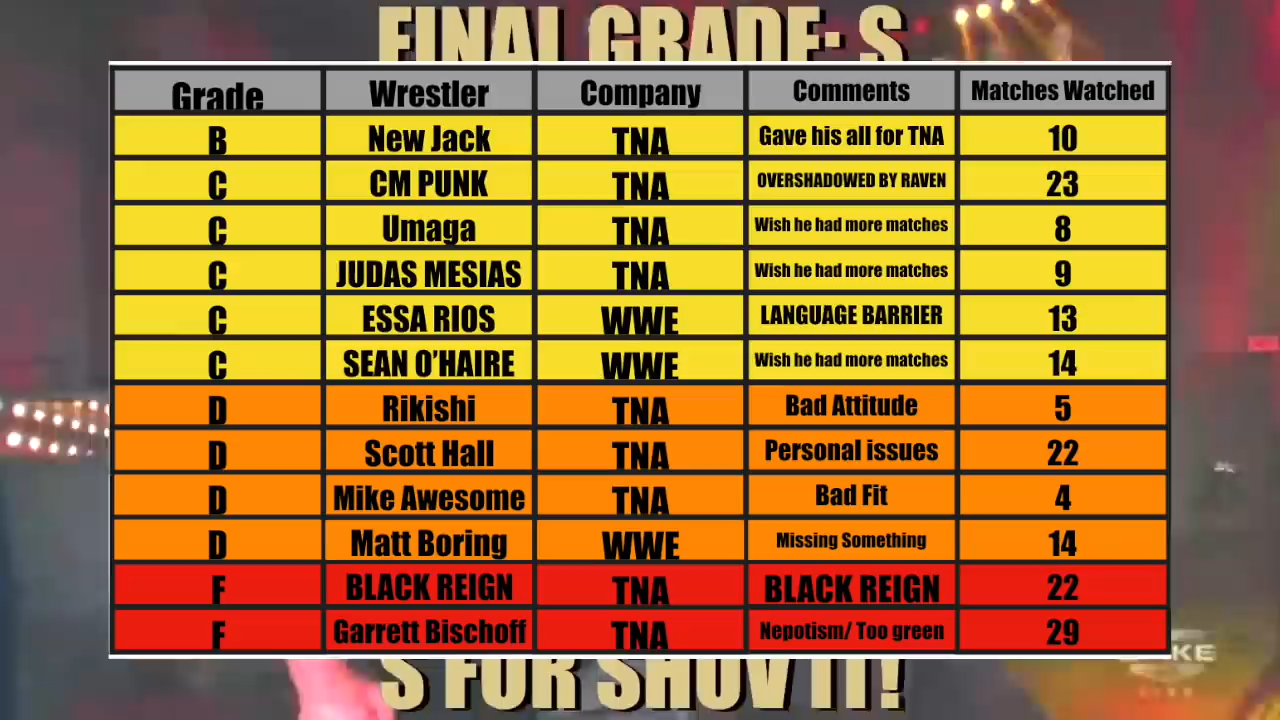 FINAL GRADE: S
Grade Wrestler Company Comments Matches Watched
B New Jack TNA Gave his all for TNA 10
C CM PUNK TNA OVERSHADOWED BY RAVEN 23
C Umaga TNA Wish he had more matches 8
C JUDAS MESIAS TNA Wish he had more matches 9
C ESSA RIOS WWE LANGUAGE BARRIER 13
C SEAN O'HAIRE WWE Wish he had more matches 14
D Rikishi TNA Bad Attitude 5
D Scott Hall TNA Personal issues 22
D Mike Awesome TNA Bad Fit 4
D Matt Boring WWE Missing Something 14
F BLACK REIGN TNA BLACK REIGN 22
F Garrett Bischoff TNA Nepotism/ Too green 29
S FOR SHOV IT!